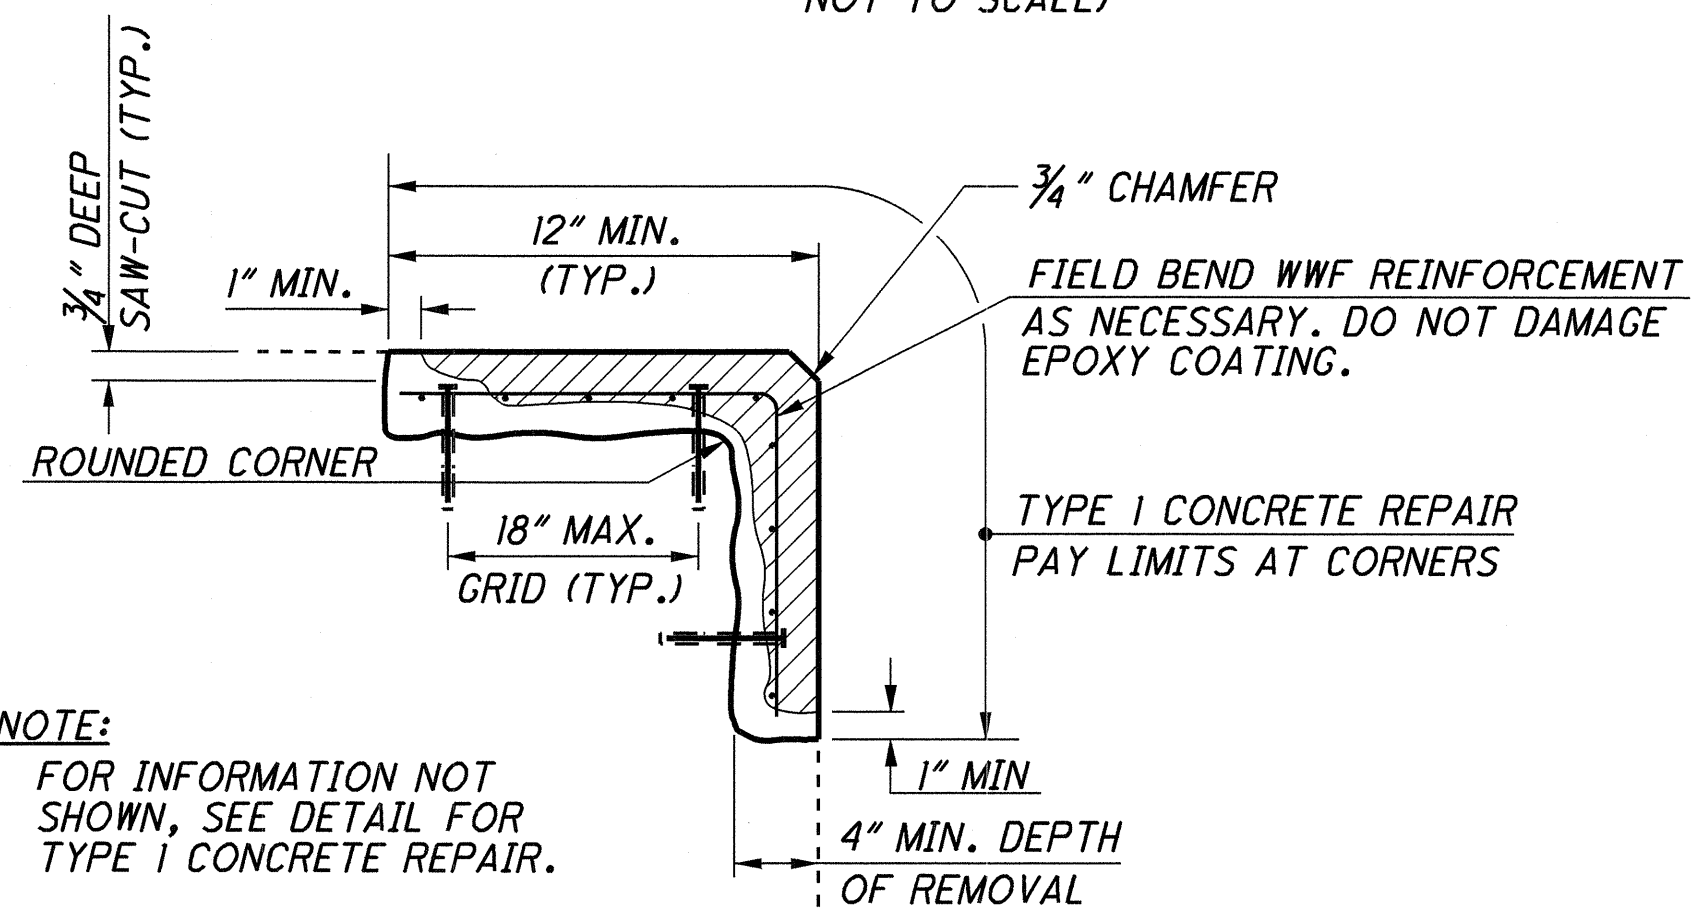 NOT TO SCALE)
3/4" DEEP
SAW-CUT (TYP.)
3/4" CHAMFER
12" MIN.
(TYP.)
1" MIN.
FIELD BEND WWF REINFORCEMENT
AS NECESSARY. DO NOT DAMAGE
EPOXY COATING.
ROUNDED CORNER
18" MAX.
GRID (TYP.)
TYPE 1 CONCRETE REPAIR
PAY LIMITS AT CORNERS
NOTE:
FOR INFORMATION NOT
SHOWN, SEE DETAIL FOR
TYPE 1 CONCRETE REPAIR.
1" MIN
4" MIN. DEPTH
OF REMOVAL